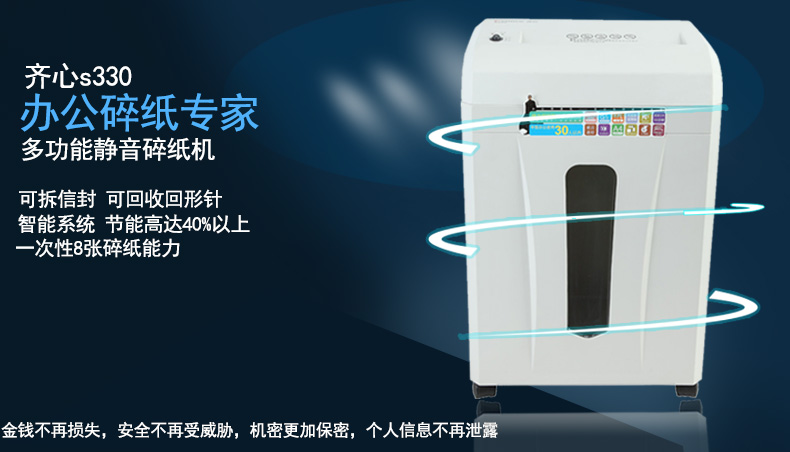 齐心s330
办公碎纸专家
多功能静音碎纸机
可拆信封 可回收回形针
智能系统 节能高达40%以上
一次性8张碎纸能力
30
金钱不再损失，安全不再受威胁，机密更加保密，个人信息不再泄露